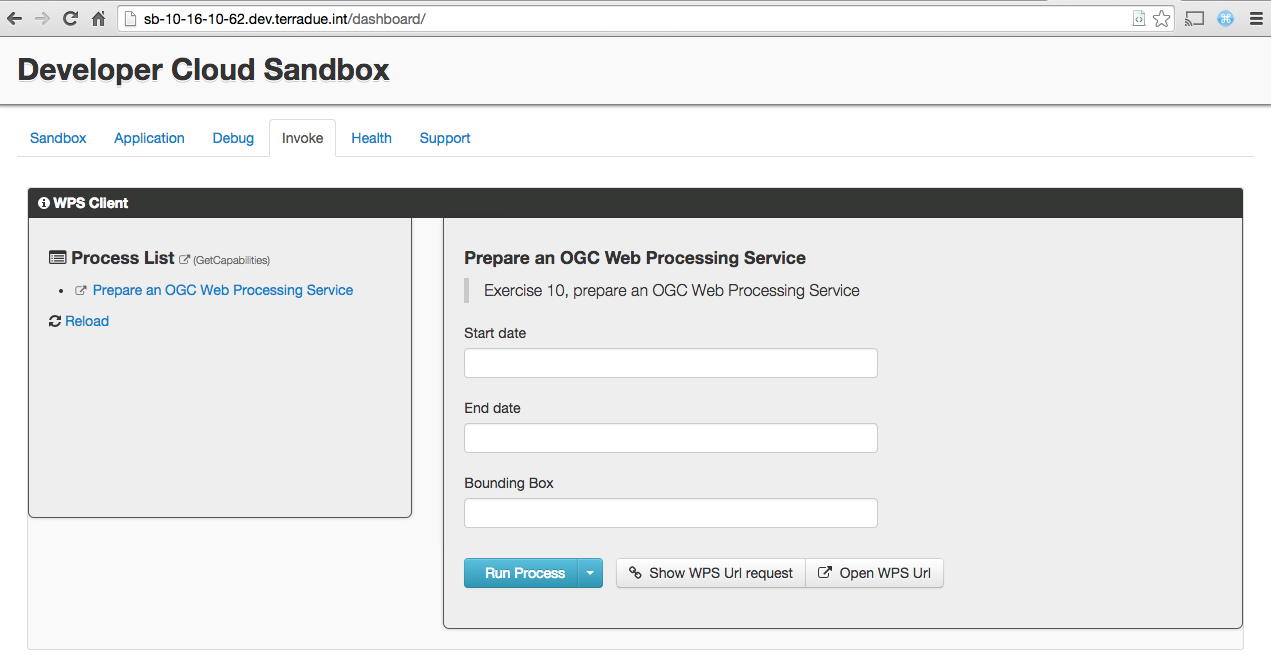 sb-10-16-10-62.dev.terradue.int/dashboard/
Developer Cloud Sandbox
Sandbox Application Debug Invoke Health Support
WPS Client
Process List (GetCapabilities)
Prepare an OGC Web Processing Service
Reload
Prepare an OGC Web Processing Service
Exercise 10, prepare an OGC Web Processing Service
Start date
End date
Bounding Box
Run Process Show WPS Url request Open WPS Url